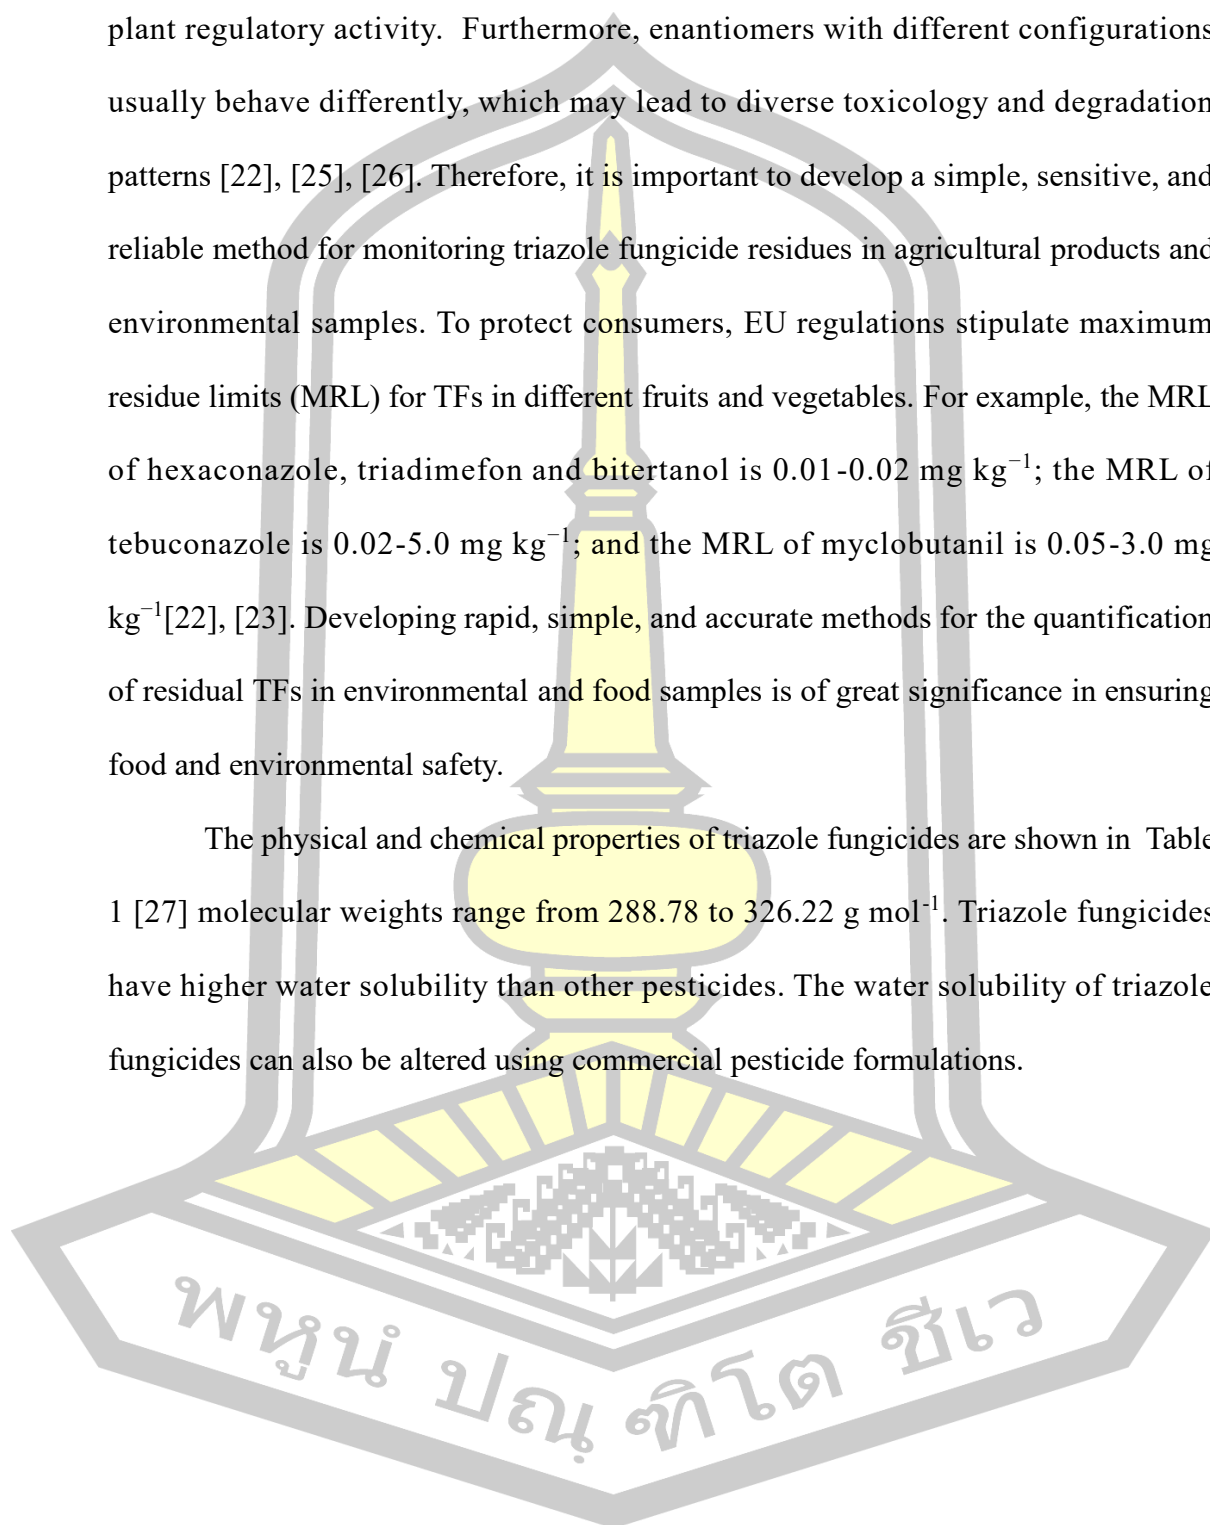 plant regulatory activity.  Furthermore, enantiomers with different configurations
usually behave differently, which may lead to diverse toxicology and degradation
patterns [22], [25], [26]. Therefore, it is important to develop a simple, sensitive, and
reliable method for monitoring triazole fungicide residues in agricultural products and
environmental samples. To protect consumers, EU regulations stipulate maximum
residue limits (MRL) for TFs in different fruits and vegetables. For example, the MRL
of hexaconazole, triadimefon and bitertanol is 0.01-0.02 mg kg⁻¹; the MRL of
tebuconazole is 0.02-5.0 mg kg⁻¹; and the MRL of myclobutanil is 0.05-3.0 mg
kg⁻¹[22], [23]. Developing rapid, simple, and accurate methods for the quantification
of residual TFs in environmental and food samples is of great significance in ensuring
food and environmental safety.
The physical and chemical properties of triazole fungicides are shown in  Table
1 [27] molecular weights range from 288.78 to 326.22 g mol⁻¹. Triazole fungicides
have higher water solubility than other pesticides. The water solubility of triazole
fungicides can also be altered using commercial pesticide formulations.
พหูนํ ปณฺฑิโต ชีเว